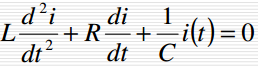 L d²i/dt² + R di/dt + 1/C i(t) = 0